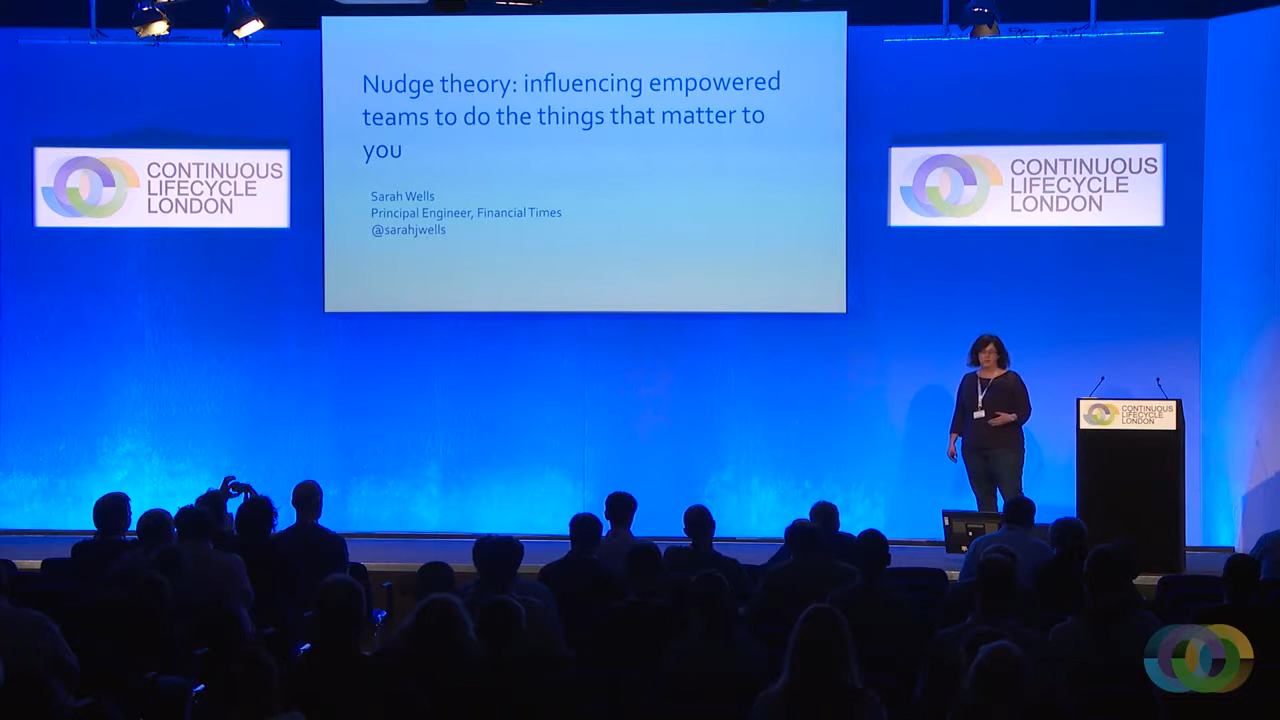 Nudge theory: influencing empowered
teams to do the things that matter to
you
Sarah Wells
Principal Engineer, Financial Times
@sarahjwells
CONTINUOUS
LIFECYCLE
LONDON
CONTINUOUS
LIFECYCLE
LONDON
CONTINUOUS
LIFECYCLE
LONDON